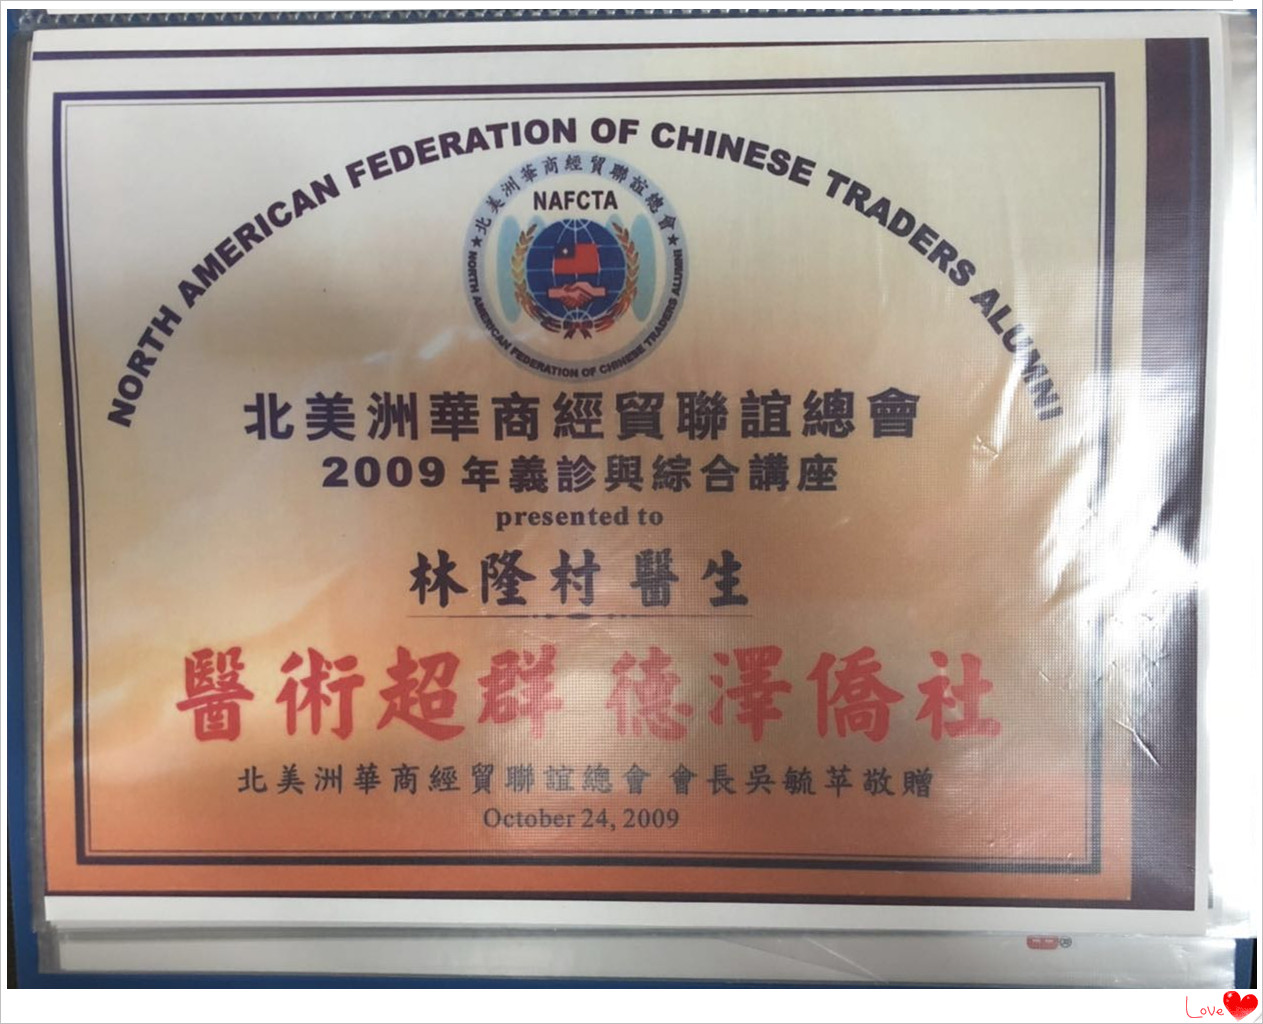 NORTH AMERICAN FEDERATION OF CHINESE TRADERS ALUMNI
★北美洲華商經貿聯誼總會★
NAFCTA
NORTH AMERICAN FEDERATION OF CHINESE TRADERS ALUMNI
北美洲華商經貿聯誼總會
2009年義診與綜合講座
presented to
林隆村 醫生
醫術超群 德澤僑社
北美洲華商經貿聯誼總會 會長吳毓苹敬贈
October 24, 2009
Love